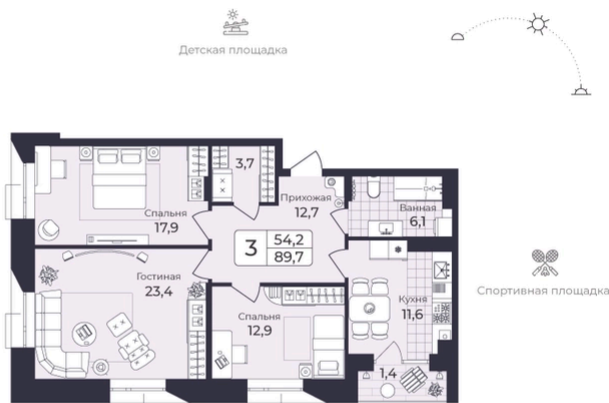 Детская площадка
3,7
Прихожая
12,7
Ванная
6,1
Спальня
17,9
3
54,2
89,7
Гостиная
23,4
Кухня
11,6
Спортивная площадка
Спальня
12,9
1,4